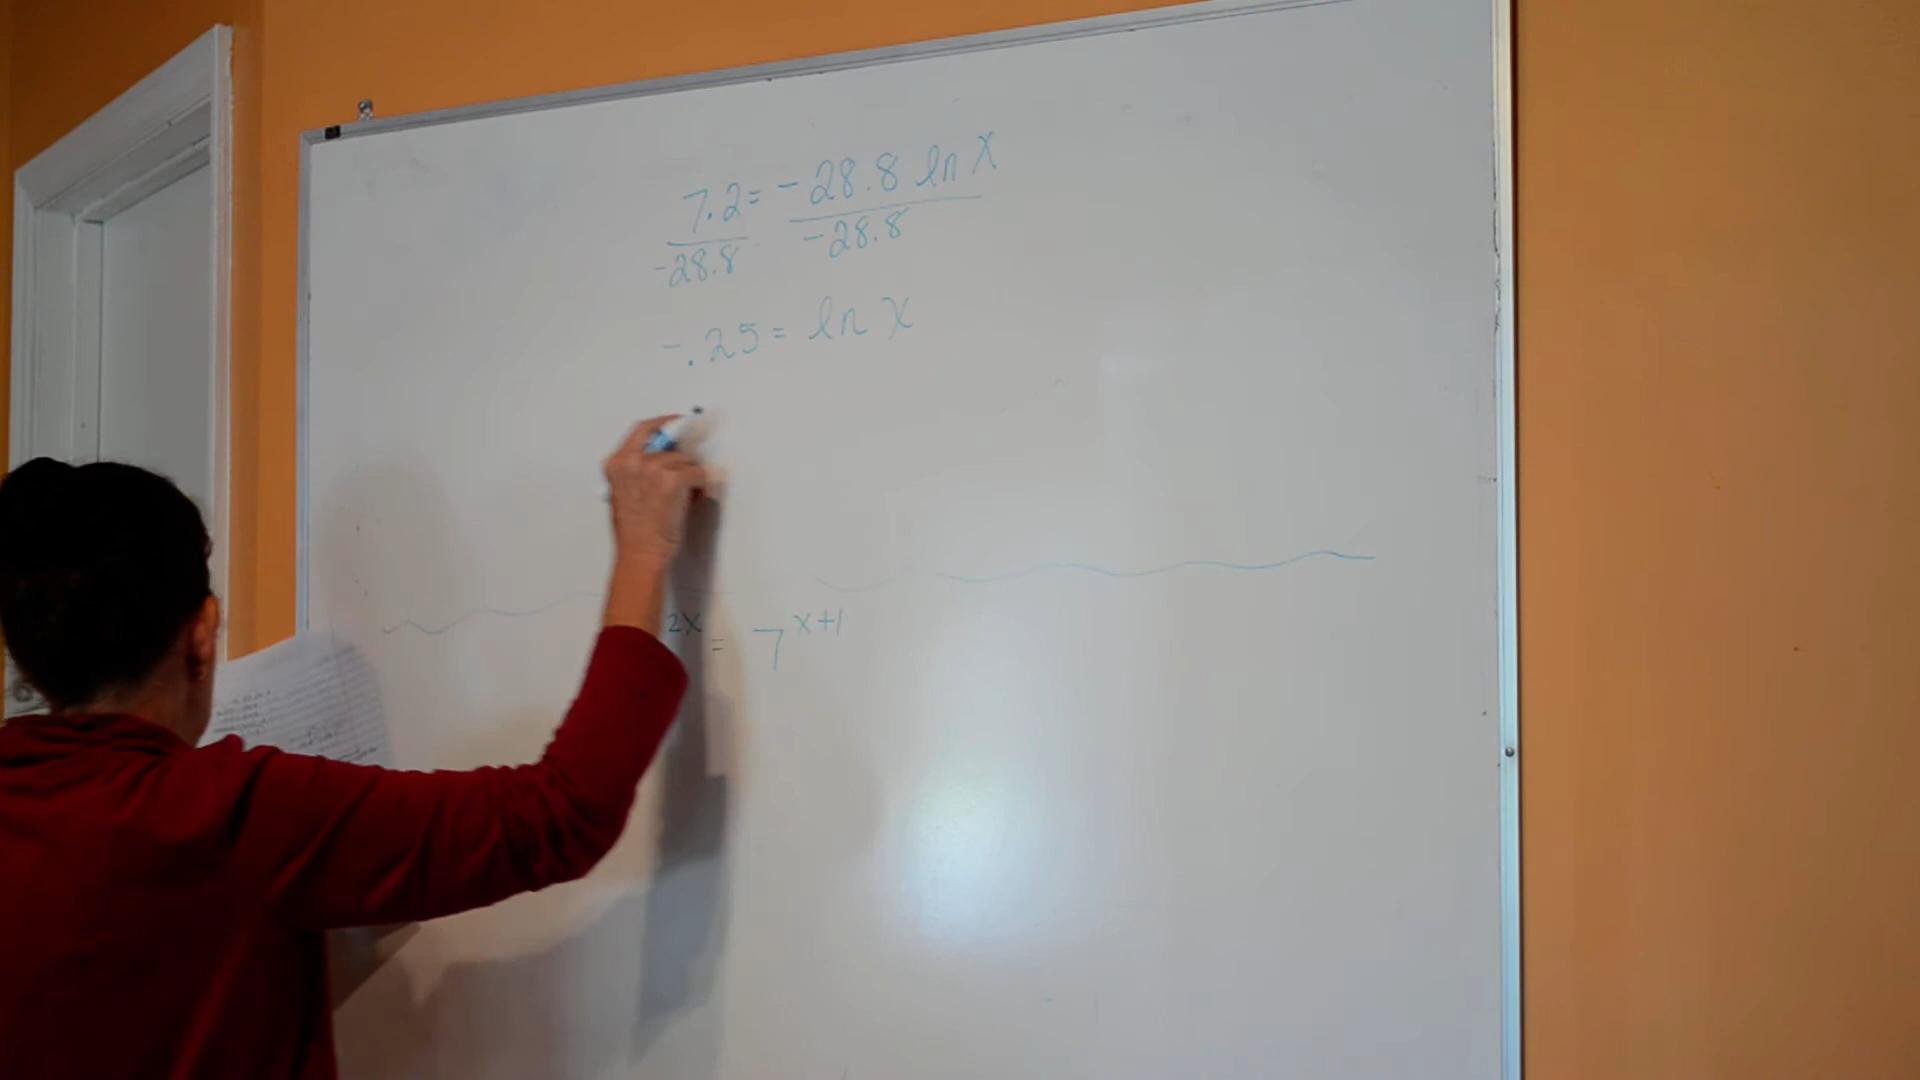 7.2 = -28.8 ln x
-28.8 -28.8
-.25 = ln x
2x = 7^x+1